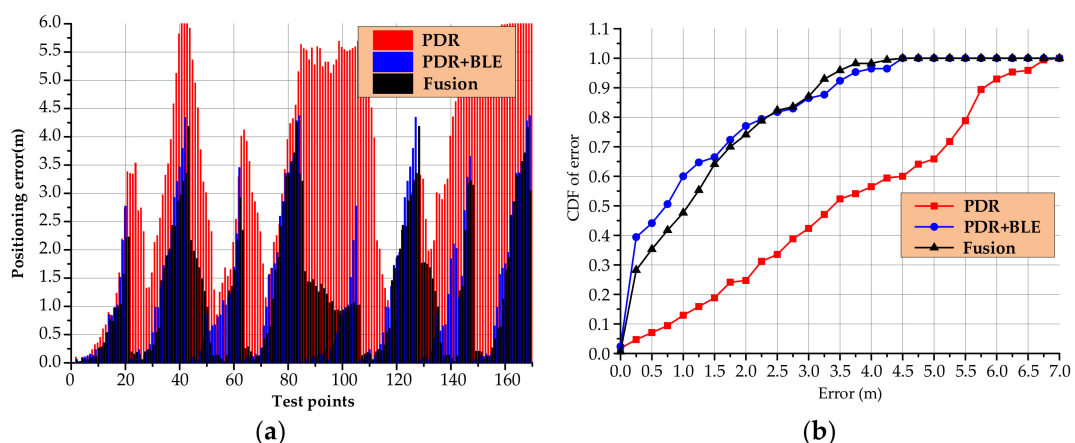 6.0
5.5
5.0
4.5
4.0
3.5
3.0
2.5
2.0
1.5
1.0
0.5
0.0
Positioning error(m)
PDR
PDR+BLE
Fusion
0 20 40 60 80 100 120 140 160
Test points
(a)
1.1
1.0
0.9
0.8
0.7
0.6
0.5
0.4
0.3
0.2
0.1
0.0
CDF of error
PDR
PDR+BLE
Fusion
0.0 0.5 1.0 1.5 2.0 2.5 3.0 3.5 4.0 4.5 5.0 5.5 6.0 6.5 7.0
Error (m)
(b)